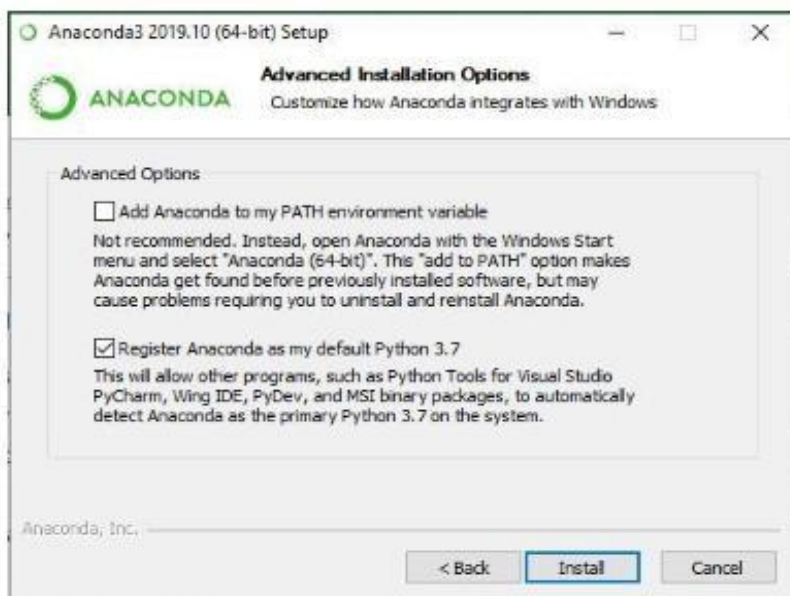 Anaconda3 2019.10 (64-bit) Setup
Advanced Installation Options
ANACONDA
Customize how Anaconda integrates with Windows
Advanced Options
Add Anaconda to my PATH environment variable
Not recommended. Instead, open Anaconda with the Windows Start
menu and select "Anaconda (64-bit)". This "add to PATH" option makes
Anaconda get found before previously installed software, but may
cause problems requiring you to uninstall and reinstall Anaconda.
Register Anaconda as my default Python 3.7
This will allow other programs, such as Python Tools for Visual Studio
PyCharm, Wing IDE, PyDev, and MSI binary packages, to automatically
detect Anaconda as the primary Python 3.7 on the system.
Anaconda, Inc.
< Back
Install
Cancel